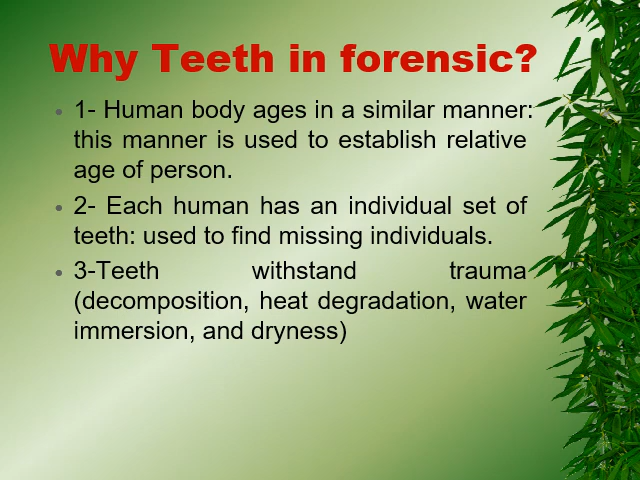 Why Teeth in forensic?
• 1- Human body ages in a similar manner:
this manner is used to establish relative
age of person.
• 2- Each human has an individual set of
teeth: used to find missing individuals.
• 3-Teeth withstand trauma
(decomposition, heat degradation, water
immersion, and dryness)